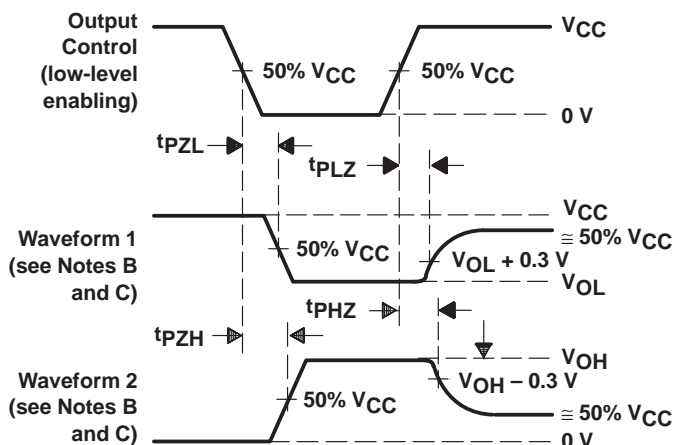 Output
Control
(low-level
enabling)
50% VCC
50% VCC
VCC
0 V
tPZL
tPLZ
VCC
Waveform 1
(see Notes B
and C)
50% VCC
VOL + 0.3 V
≅ 50% VCC
VOL
tPHZ
tPZH
Waveform 2
(see Notes B
and C)
50% VCC
VOH
VOH – 0.3 V
≅ 50% VCC
0 V